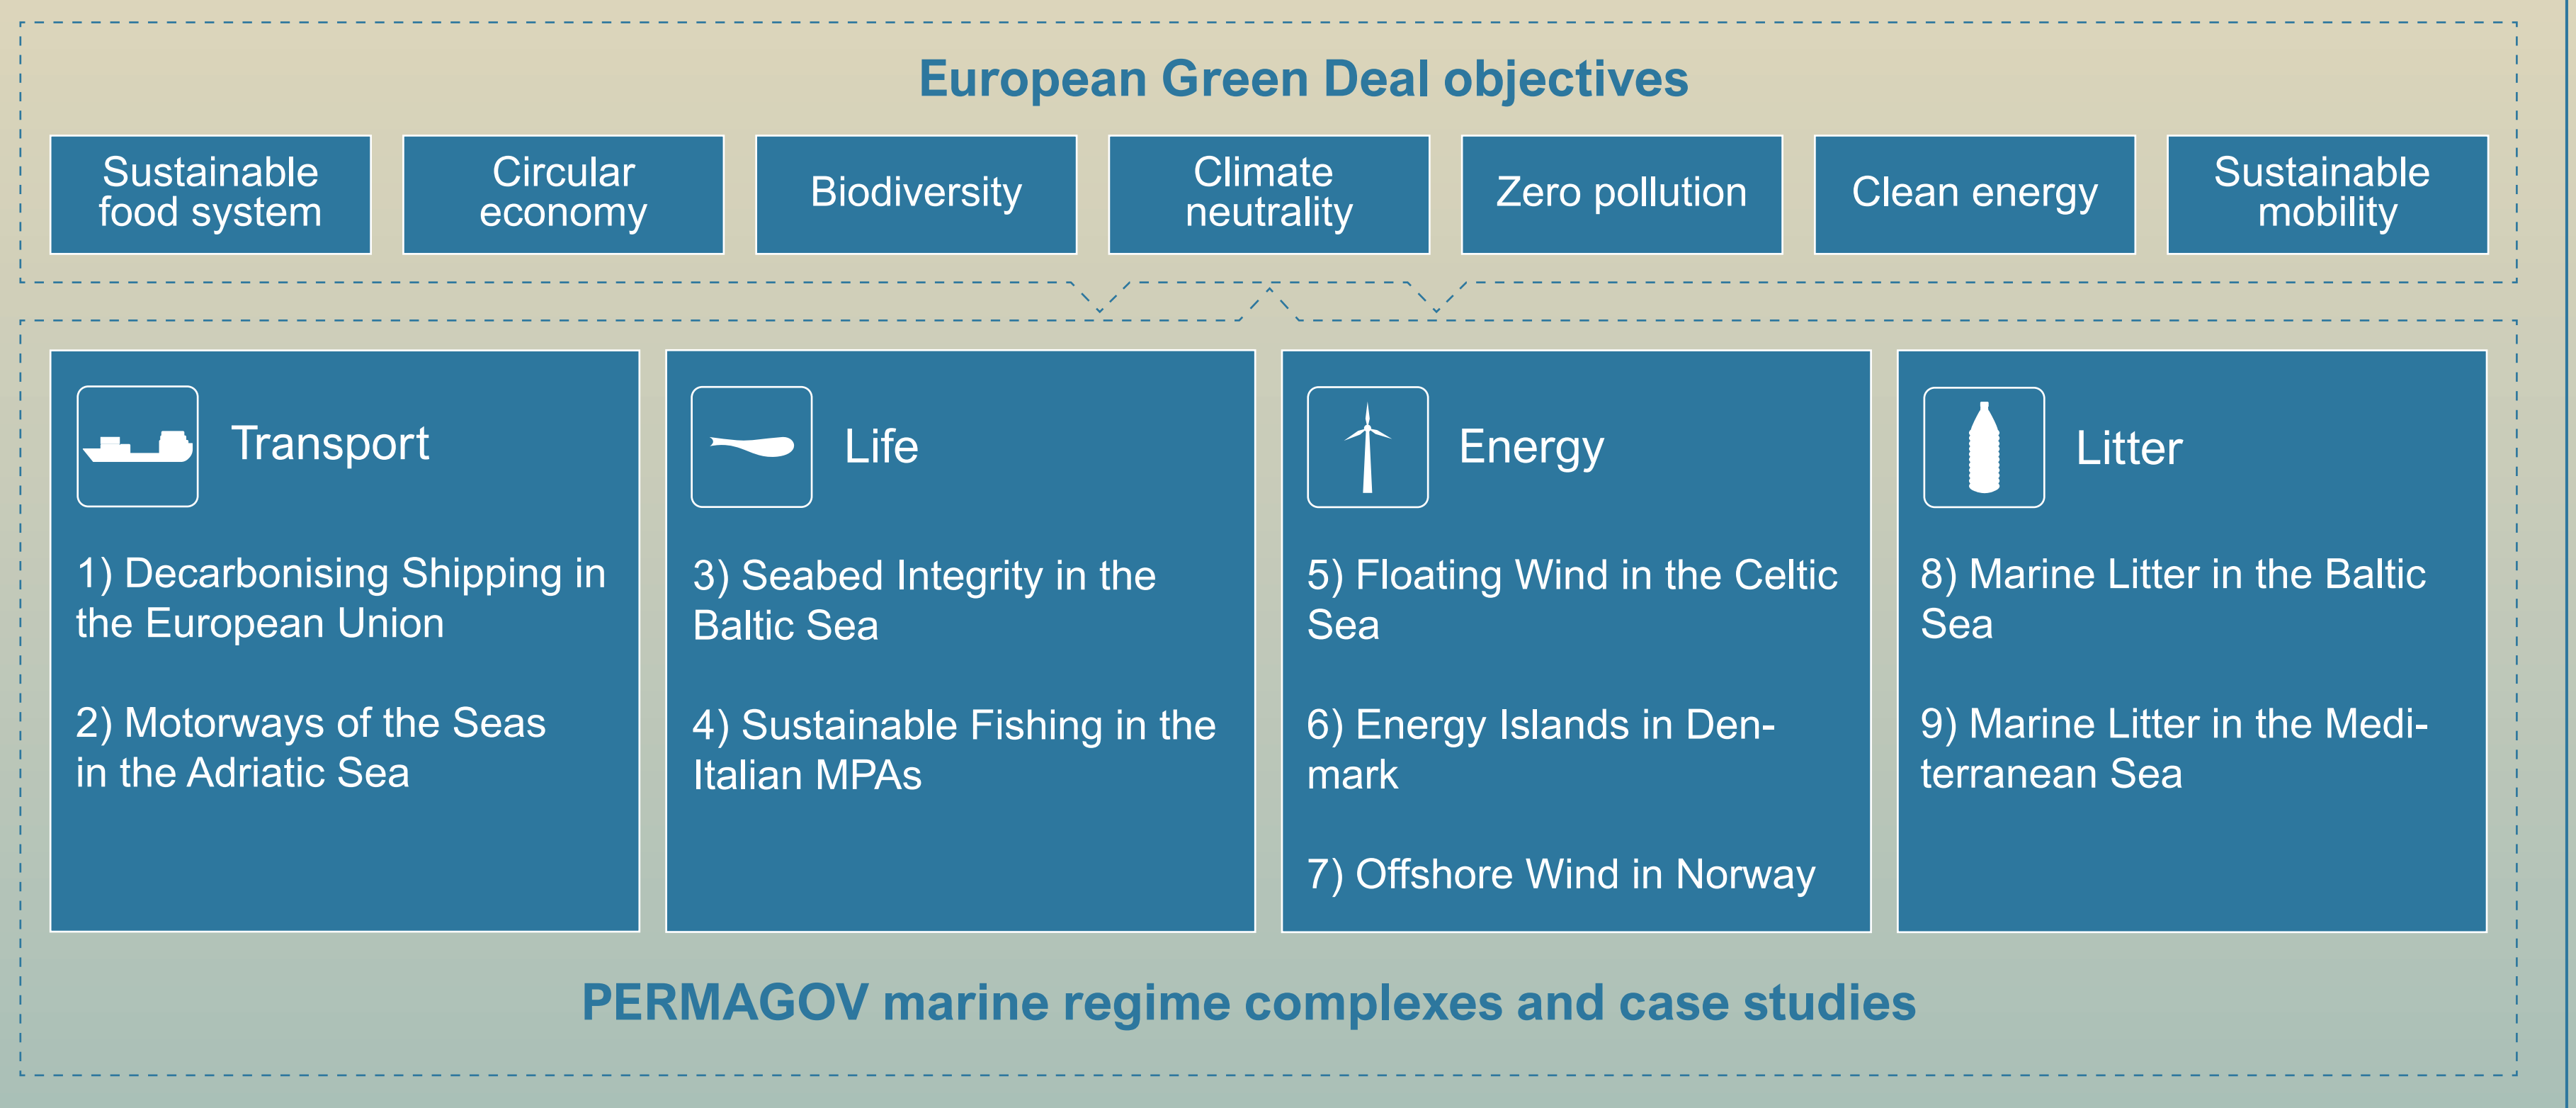 European Green Deal objectives
Sustainable
food system
Circular
economy
Biodiversity
Climate
neutrality
Zero pollution
Clean energy
Sustainable
mobility
Transport
1) Decarbonising Shipping in
the European Union
2) Motorways of the Seas
in the Adriatic Sea
Life
3) Seabed Integrity in the
Baltic Sea
4) Sustainable Fishing in the
Italian MPAs
Energy
5) Floating Wind in the Celtic
Sea
6) Energy Islands in Den-
mark
7) Offshore Wind in Norway
Litter
8) Marine Litter in the Baltic
Sea
9) Marine Litter in the Medi-
terranean Sea
PERMAGOV marine regime complexes and case studies